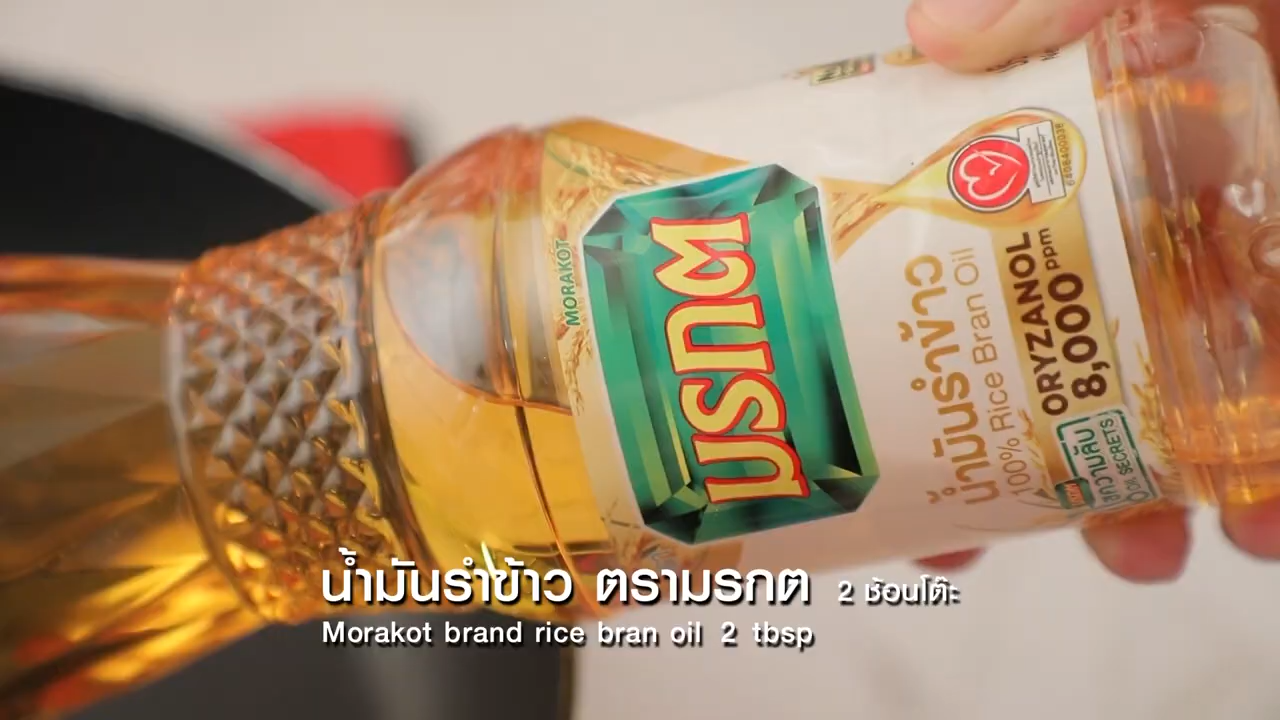 MORAKOT
มรกต
น้ำมันรำข้าว
100% Rice Bran Oil
ORYZANOL
8,000 ppm
น้ำมันรำข้าว ตรามรกต 2 ช้อนโต๊ะ
Morakot brand rice bran oil 2 tbsp